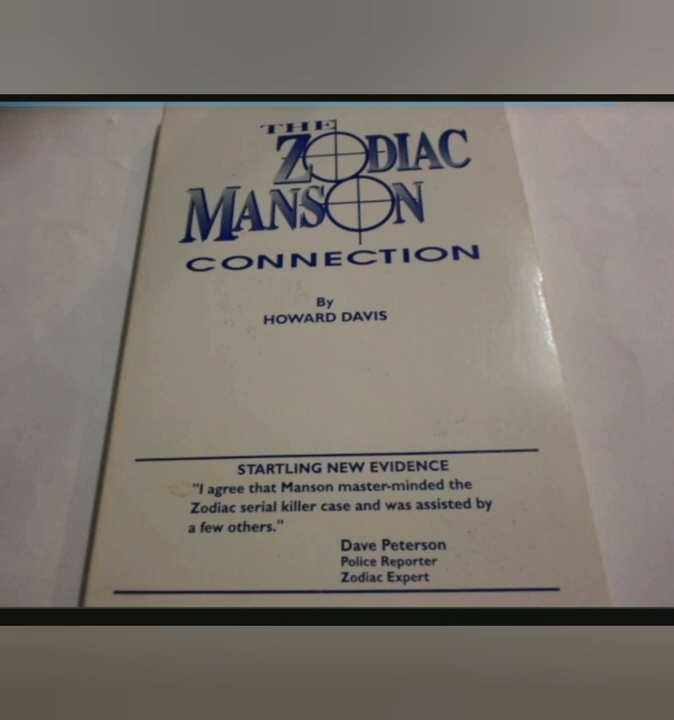 THE
ZODIAC
MANSON
CONNECTION
By
HOWARD DAVIS
STARTLING NEW EVIDENCE
"I agree that Manson master-minded the
Zodiac serial killer case and was assisted by
a few others."
Dave Peterson
Police Reporter
Zodiac Expert